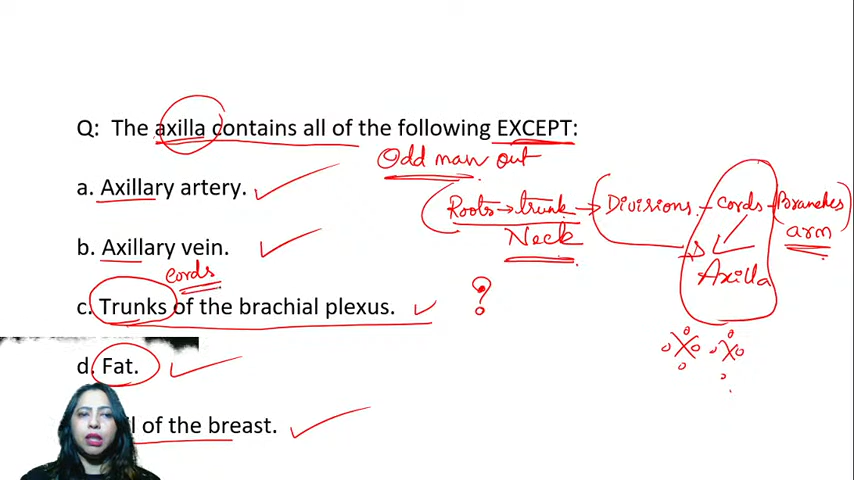 Q: The axilla contains all of the following EXCEPT:
Odd man out
a. Axillary artery.
Roots → trunk → Divisions - cords - Branches
arm
b. Axillary vein.
Neck
Axilla
cords
c. Trunks of the brachial plexus. ?
d. Fat.
of the breast.